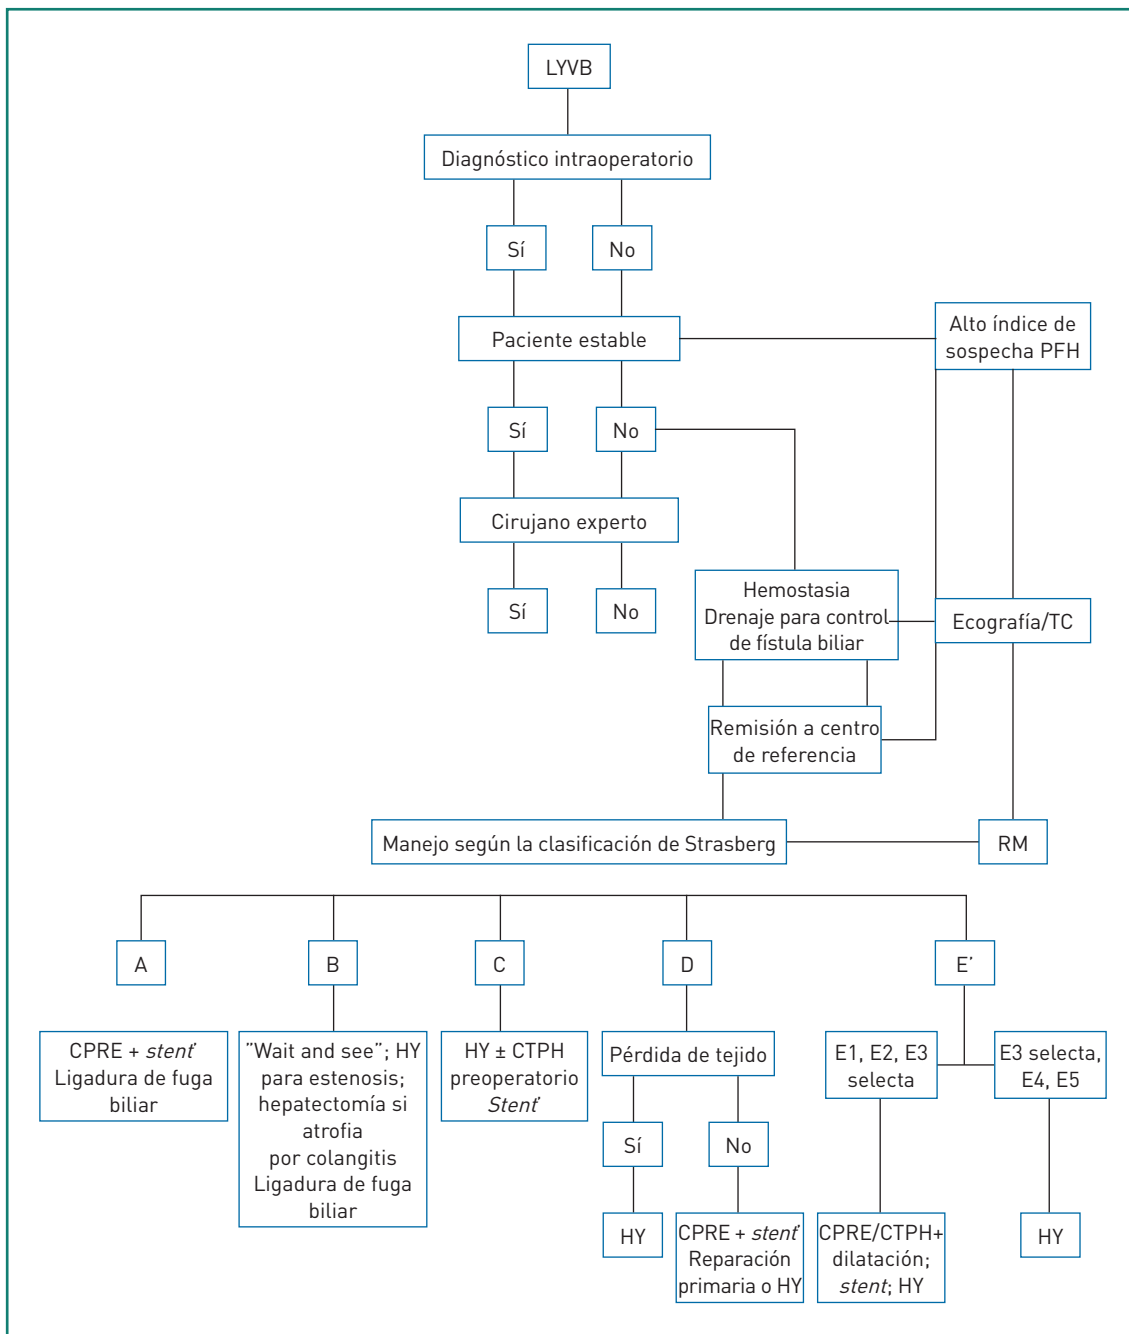 LYVB
Diagnóstico intraoperatorio
Sí
No
Paciente estable
Alto índice de
sospecha PFH
Sí
No
Cirujano experto
Sí
No
Hemostasia
Drenaje para control
de fístula biliar
Ecografía/TC
Remisión a centro
de referencia
Manejo según la clasificación de Strasberg
RM
A
B
C
D
E’
CPRE + stent’
Ligadura de fuga
biliar
”Wait and see”; HY
para estenosis;
hepatectomía si
atrofia
por colangitis
Ligadura de fuga
biliar
HY ± CTPH
preoperatorio
Stent’
Pérdida de tejido
E1, E2, E3
selecta
E3 selecta,
E4, E5
Sí
No
HY
CPRE + stent’
Reparación
primaria o HY
CPRE/CTPH+
dilatación;
stent; HY
HY